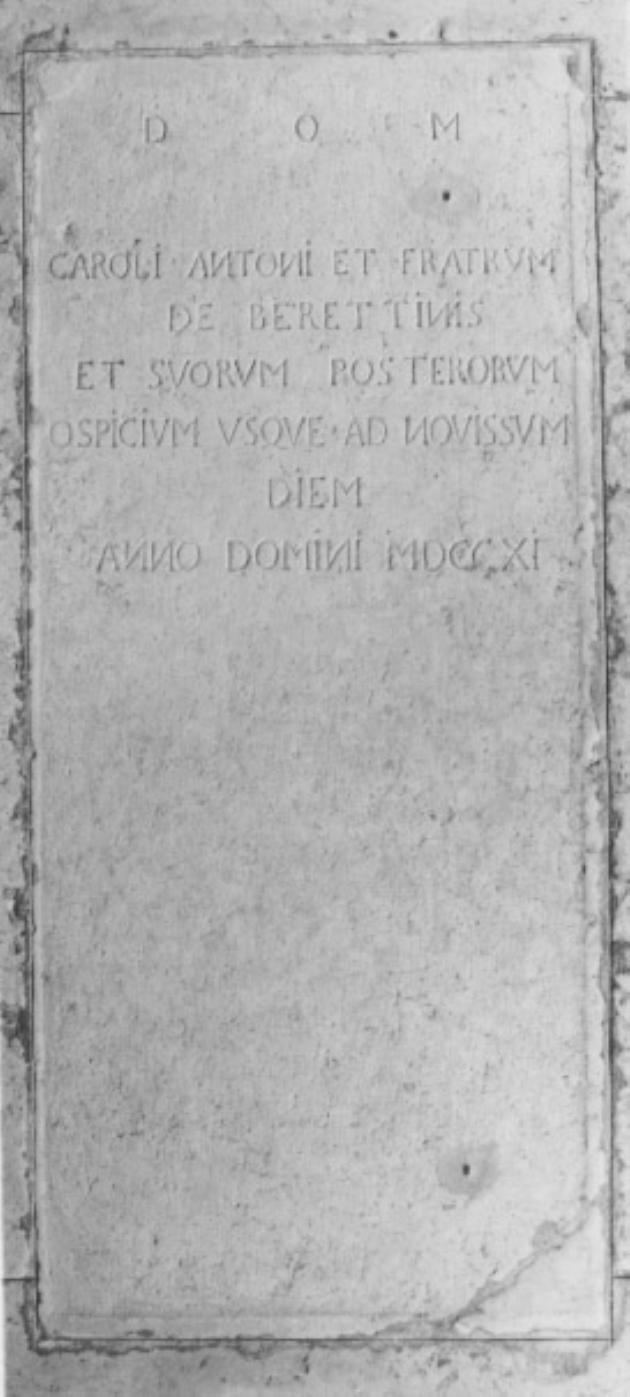 D O M
CAROLI · ANTONI ET FRATRVM
DE BERETTINIS
ET SVORVM POSTERORVM
OSPICIVM VSQVE · AD NOVISSVM
DIEM
ANNO DOMINI MDCCXI